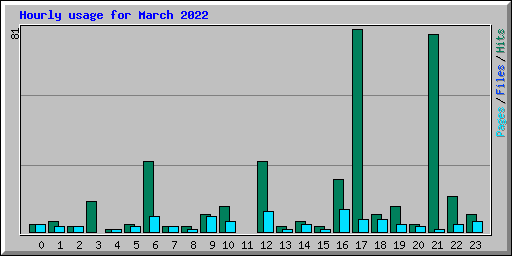 Hourly usage for March 2022
81
Pages/Files/Hits
0 1 2 3 4 5 6 7 8 9 10 11 12 13 14 15 16 17 18 19 20 21 22 23